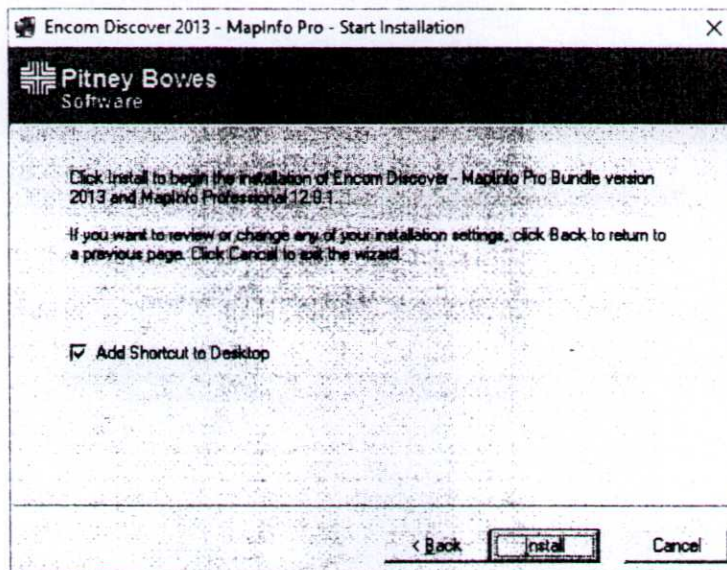 Encom Discover 2013 - MapInfo Pro - Start Installation
Pitney Bowes
Software
Click Install to begin the installation of Encom Discover - MapInfo Pro Bundle version
2013 and MapInfo Professional 12.0.1.
If you want to review or change any of your installation settings, click Back to return to
a previous page. Click Cancel to exit the wizard.
Add Shortcut to Desktop
< Back Install Cancel